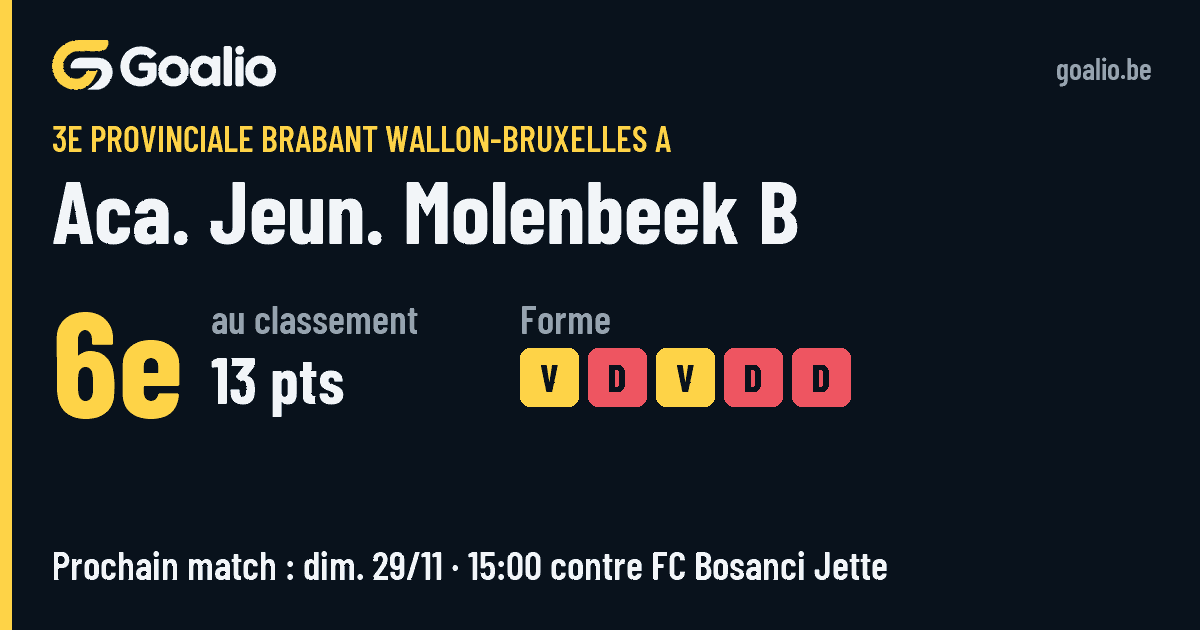 Goalio
goalio.be
3E PROVINCIALE BRABANT WALLON-BRUXELLES A
Aca. Jeun. Molenbeek B
6e
au classement
13 pts
Forme
V D V D D
Prochain match : dim. 29/11 · 15:00 contre FC Bosanci Jette